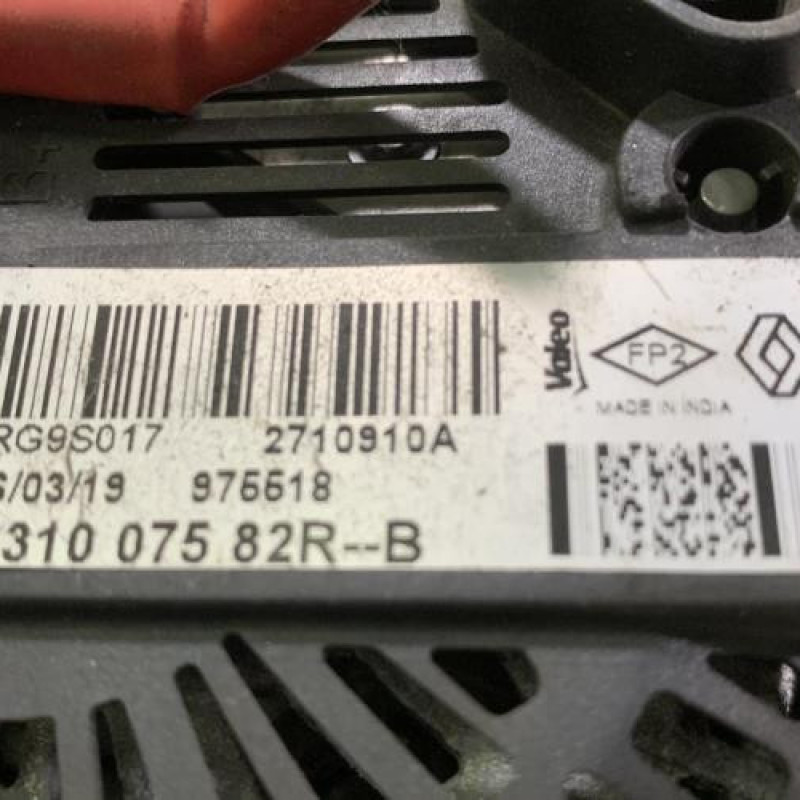 RG9S017 2710910A
/03/19 975518
310 075 82R--B
Valeo
FP2
MADE IN INDIA